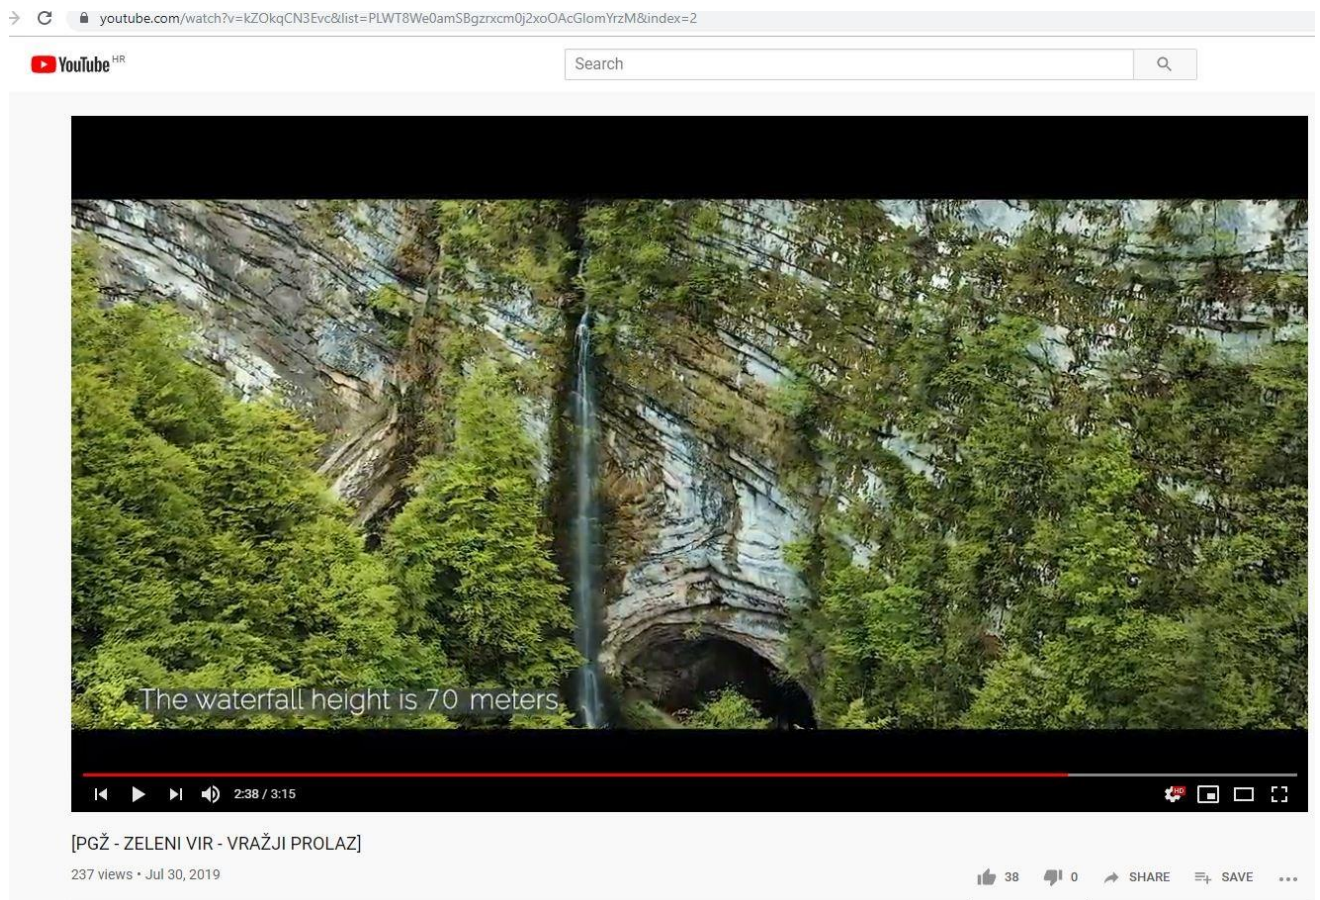 youtube.com/watch?v=kZOkqCN3Evc&list=PLWT8We0amSBgzrxcm0j2xoOAcGlomYrzM&index=2
YouTube HR
Search
The waterfall height is 70 meters
2:38 / 3:15
HD
[PGŽ - ZELENI VIR - VRAŽJI PROLAZ]
237 views • Jul 30, 2019
38 0 SHARE SAVE